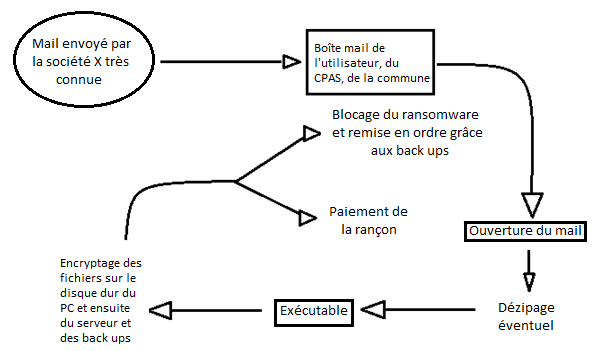 Mail envoyé par
la société X très
connue
Boîte mail de
l'utilisateur, du
CPAS, de la commune
Blocage du ransomware
et remise en ordre grâce
aux back ups
Paiement de
la rançon
Ouverture du mail
Dézipage
éventuel
Exécutable
Encryptage des
fichiers sur le
disque dur du
PC et ensuite
du serveur et
des back ups